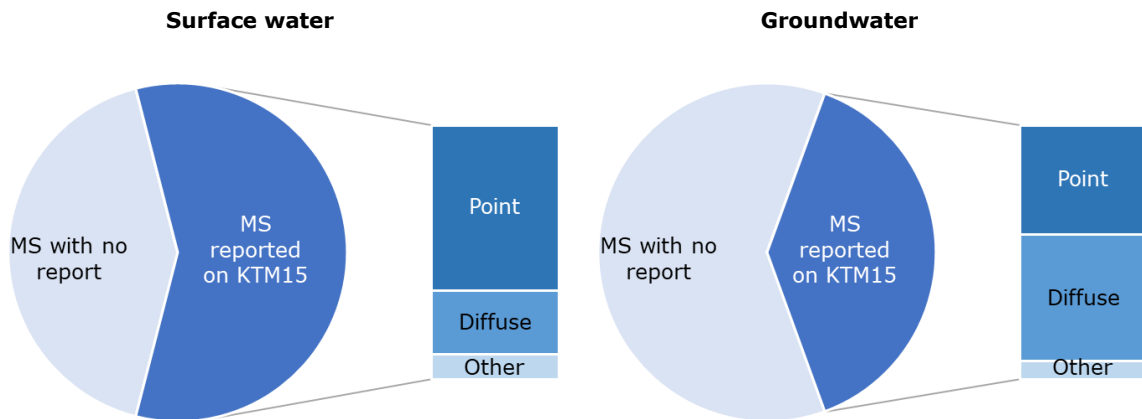 Surface water
MS with no
report
MS
reported
on KTM15
Point
Diffuse
Other
Groundwater
MS with no
report
MS
reported
on KTM15
Point
Diffuse
Other